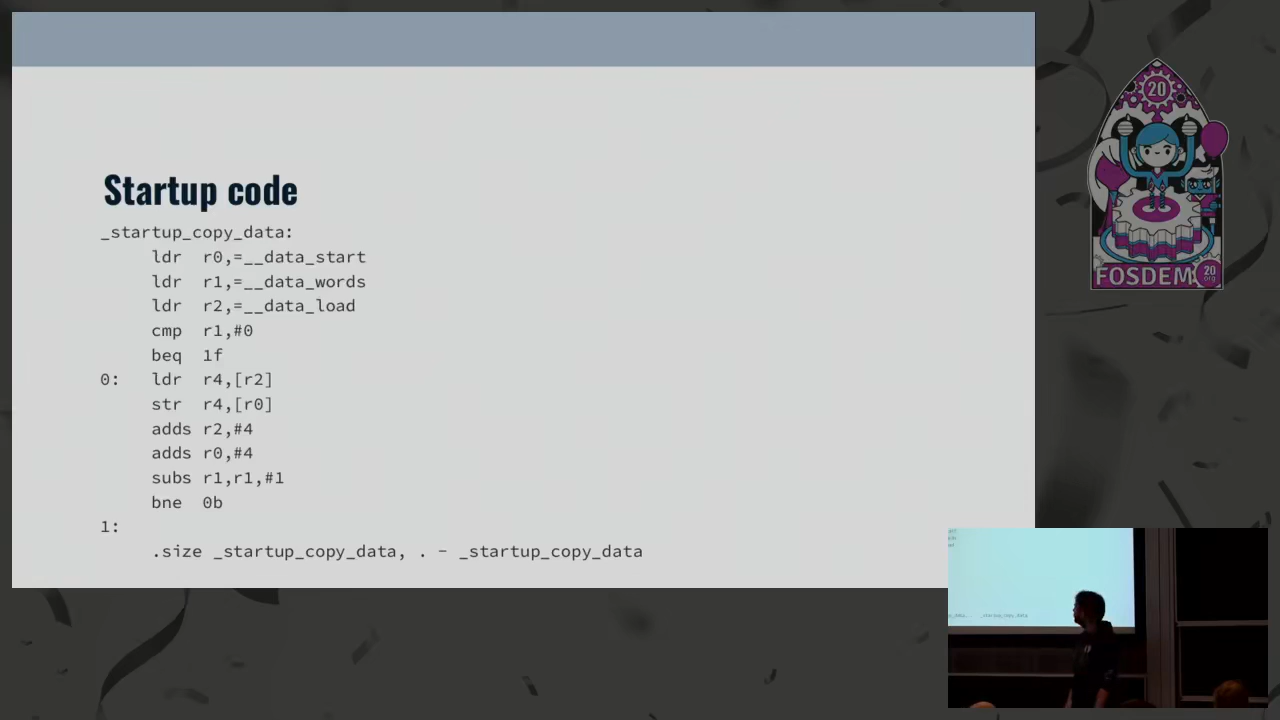 Startup code
_startup_copy_data:
ldr r0,=__data_start
ldr r1,=__data_words
ldr r2,=__data_load
cmp r1,#0
beq 1f
0: ldr r4,[r2]
str r4,[r0]
adds r2,#4
adds r0,#4
subs r1,r1,#1
bne 0b
1:
.size _startup_copy_data, . - _startup_copy_data
20
FOSDEM
20
org